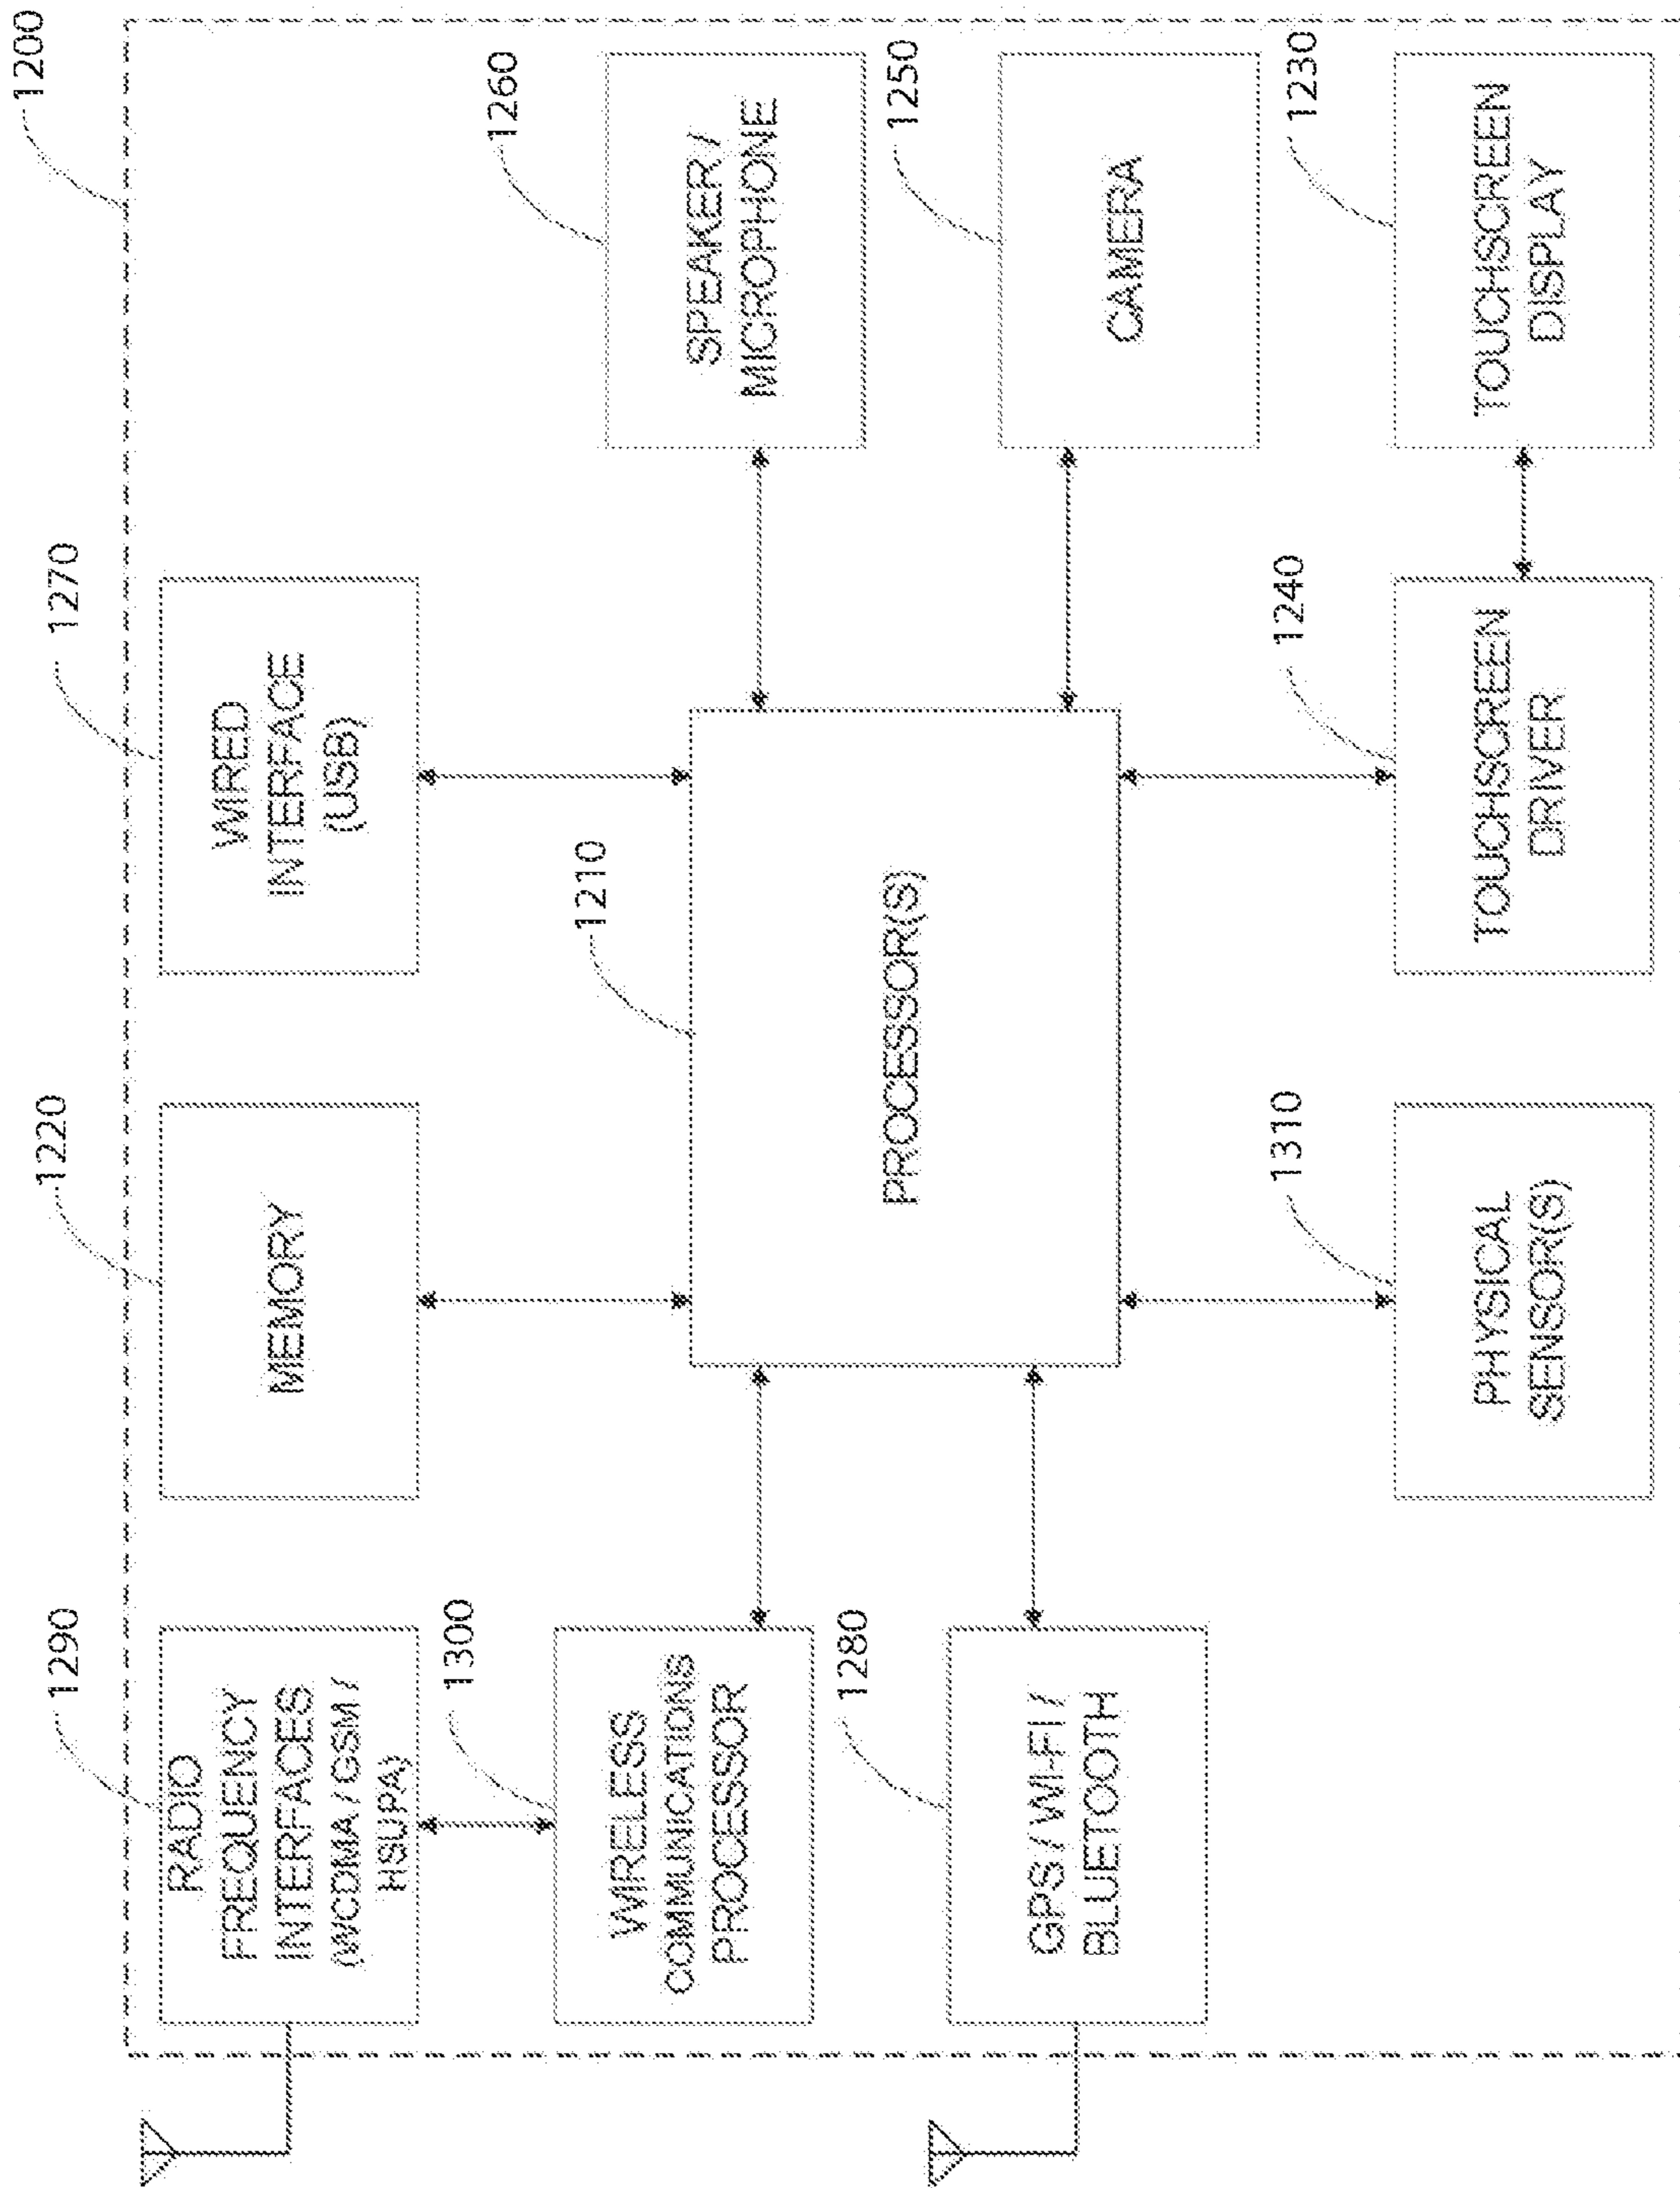 1200
1290
RADIO
FREQUENCY
INTERFACES
(WCDMA / GSM /
HSUPA)
1220
MEMORY
1270
WIRED
INTERFACE
(USB)
1300
WIRELESS
COMMUNICATIONS
PROCESSOR
1210
PROCESSOR(S)
1260
SPEAKER /
MICROPHONE
1280
GPS / WI-FI /
BLUETOOTH
1250
CAMERA
1310
PHYSICAL
SENSOR(S)
1240
TOUCHSCREEN
DRIVER
1230
TOUCHSCREEN
DISPLAY